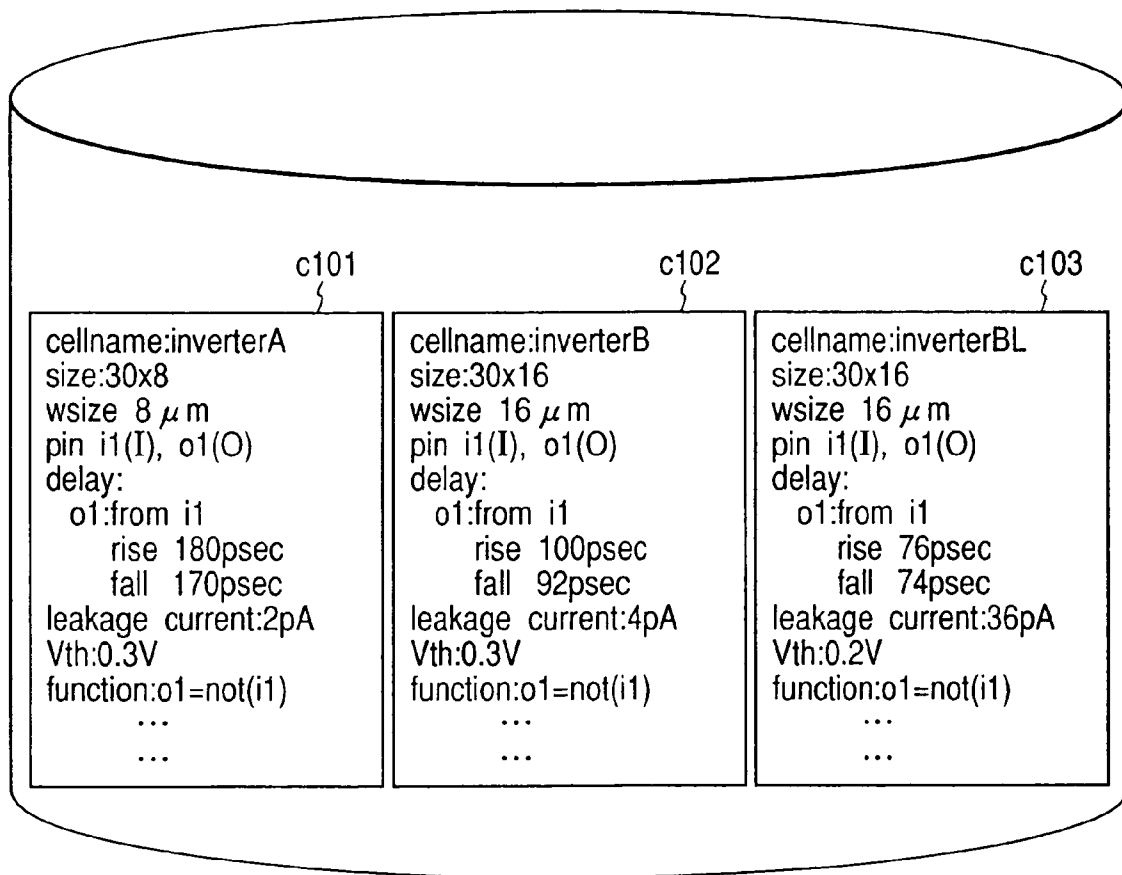 c101
cellname:inverterA
size:30x8
wsize 8 μm
pin i1(I), o1(O)
delay:
o1:from i1
rise 180psec
fall 170psec
leakage current:2pA
Vth:0.3V
function:o1=not(i1)
...
...
c102
cellname:inverterB
size:30x16
wsize 16 μm
pin i1(I), o1(O)
delay:
o1:from i1
rise 100psec
fall 92psec
leakage current:4pA
Vth:0.3V
function:o1=not(i1)
...
...
c103
cellname:inverterBL
size:30x16
wsize 16 μm
pin i1(I), o1(O)
delay:
o1:from i1
rise 76psec
fall 74psec
leakage current:36pA
Vth:0.2V
function:o1=not(i1)
...
...